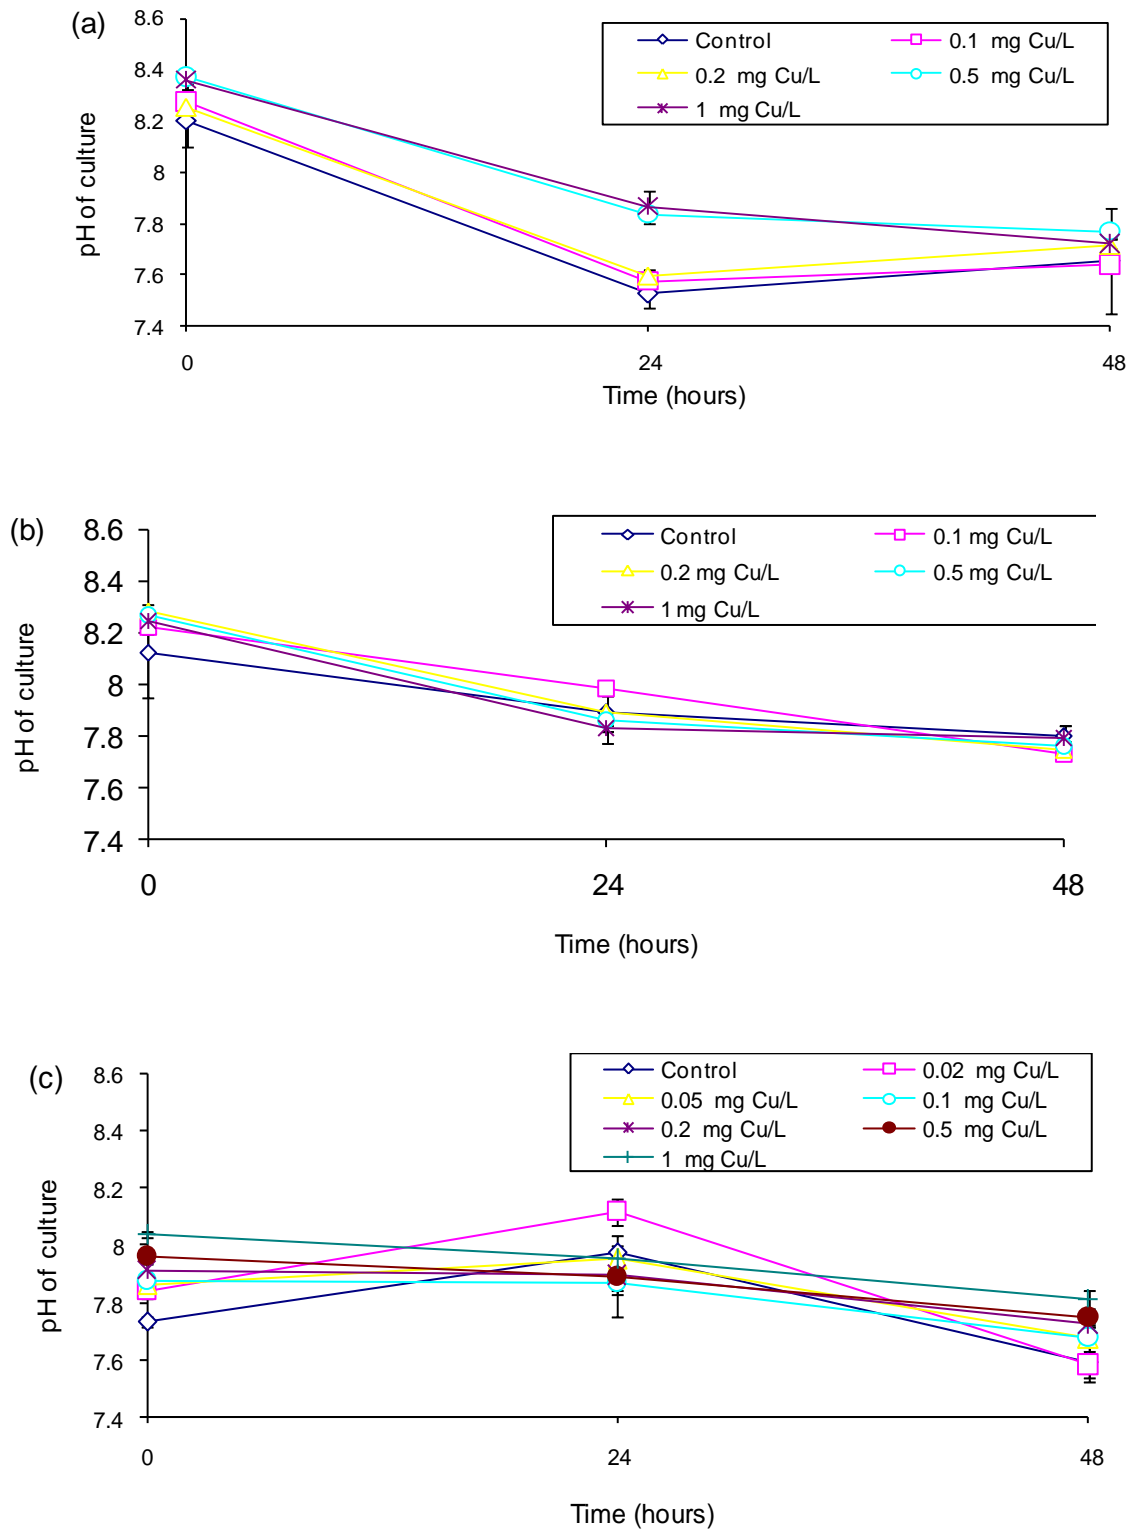 (a)
8.6
8.4
8.2
8
7.8
7.6
7.4
pH of culture
Control
0.1 mg Cu/L
0.2 mg Cu/L
0.5 mg Cu/L
1 mg Cu/L
0
24
48
Time (hours)
(b)
8.6
8.4
8.2
8
7.8
7.6
7.4
pH of culture
Control
0.1 mg Cu/L
0.2 mg Cu/L
0.5 mg Cu/L
1 mg Cu/L
0
24
48
Time (hours)
(c)
8.6
8.4
8.2
8
7.8
7.6
7.4
pH of culture
Control
0.02 mg Cu/L
0.05 mg Cu/L
0.1 mg Cu/L
0.2 mg Cu/L
0.5 mg Cu/L
1 mg Cu/L
0
24
48
Time (hours)